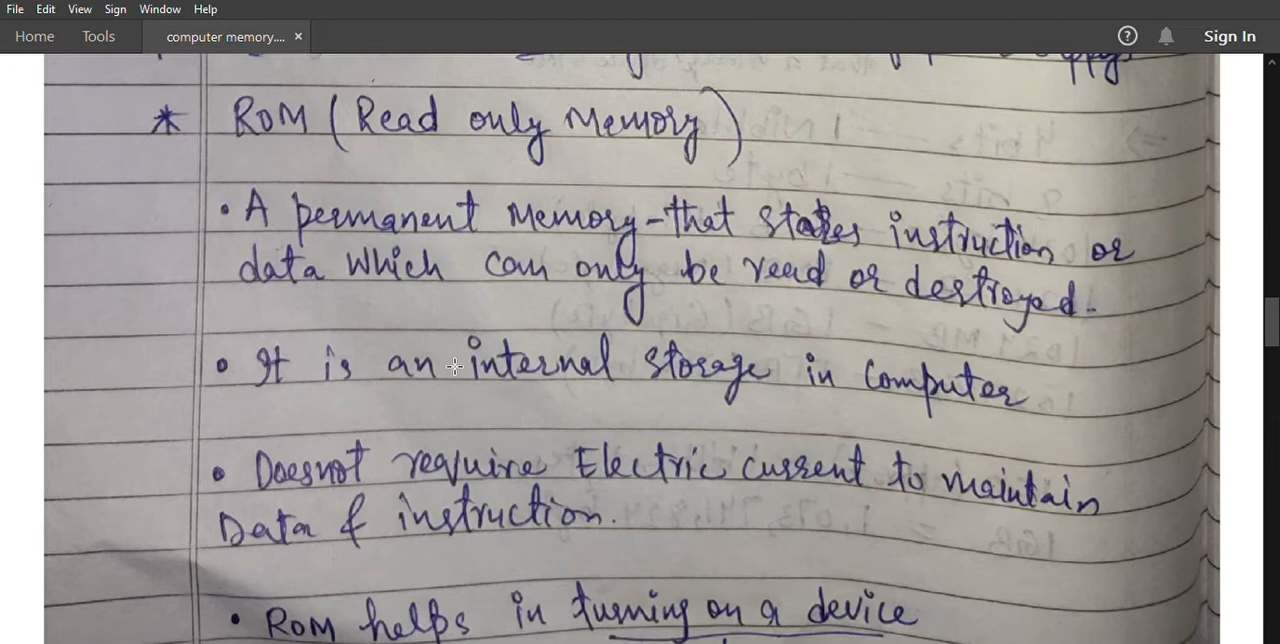 File Edit View Sign Window Help
Home Tools computer memory.... × Sign In
* ROM (Read only Memory)
• A permanent Memory - that stores instruction or
data which can only be read or destroyed.
• It is an internal storage in Computer
• Doesnot require Electric current to maintain
Data & instruction.
• ROM helps in turning on a device